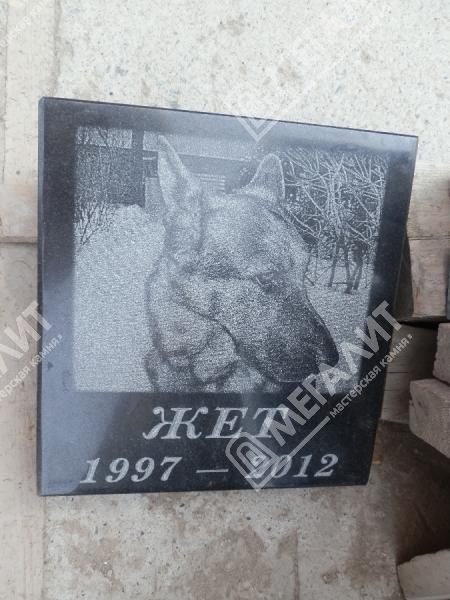 ЖЕТ
1997 — 2012
МЕГАЛИТ
мастерская камня